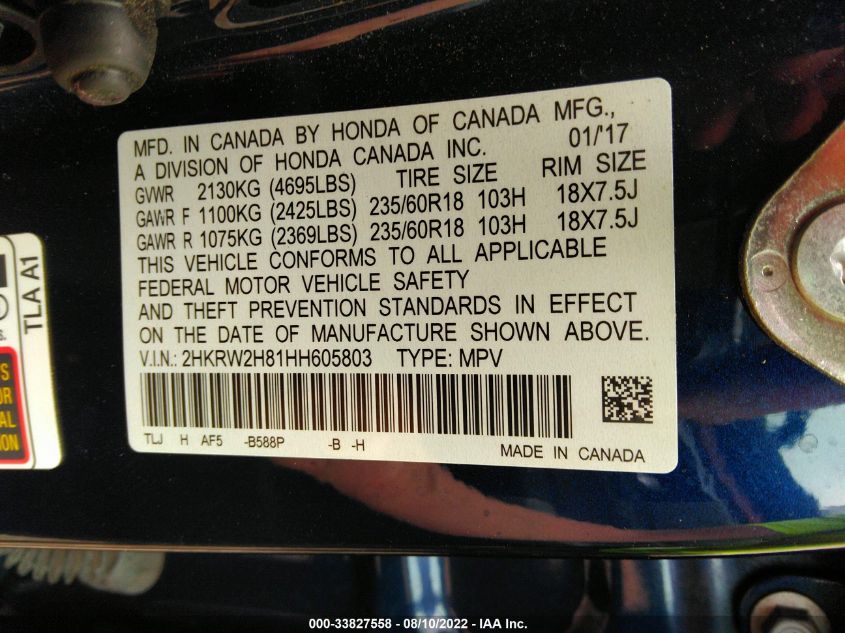 MFD. IN CANADA BY HONDA OF CANADA MFG.,
A DIVISION OF HONDA CANADA INC. 01/'17
GVWR 2130KG (4695LBS) TIRE SIZE RIM SIZE
GAWR F 1100KG (2425LBS) 235/60R18 103H 18X7.5J
GAWR R 1075KG (2369LBS) 235/60R18 103H 18X7.5J
THIS VEHICLE CONFORMS TO ALL APPLICABLE
FEDERAL MOTOR VEHICLE SAFETY
AND THEFT PREVENTION STANDARDS IN EFFECT
ON THE DATE OF MANUFACTURE SHOWN ABOVE.
V.I.N.: 2HKRW2H81HH605803 TYPE: MPV
TLJ H AF5 -B588P -B -H
MADE IN CANADA
TLA A1
000-33827558 - 08/10/2022 - IAA Inc.